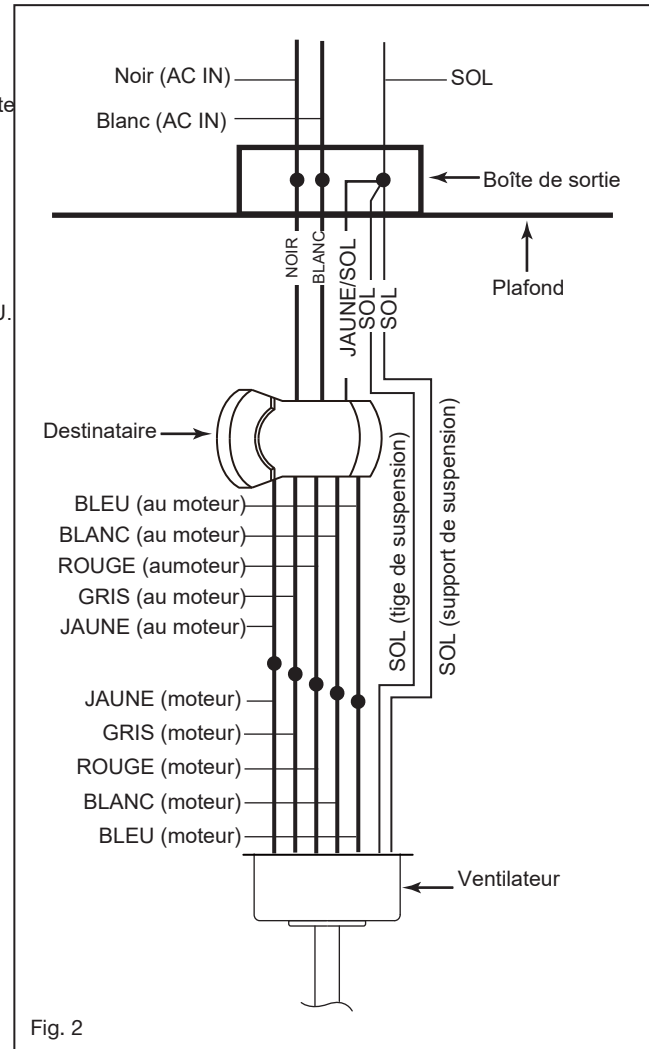 te
J.
Noir (AC IN)
SOL
Blanc (AC IN)
Boîte de sortie
Plafond
NOIR
BLANC
JAUNE/SOL
SOL
SOL
Destinataire
SOL (tige de suspension)
SOL (support de suspension)
BLEU (au moteur)
BLANC (au moteur)
ROUGE (aumoteur)
GRIS (au moteur)
JAUNE (au moteur)
JAUNE (moteur)
GRIS (moteur)
ROUGE (moteur)
BLANC (moteur)
BLEU (moteur)
Ventilateur
Fig. 2